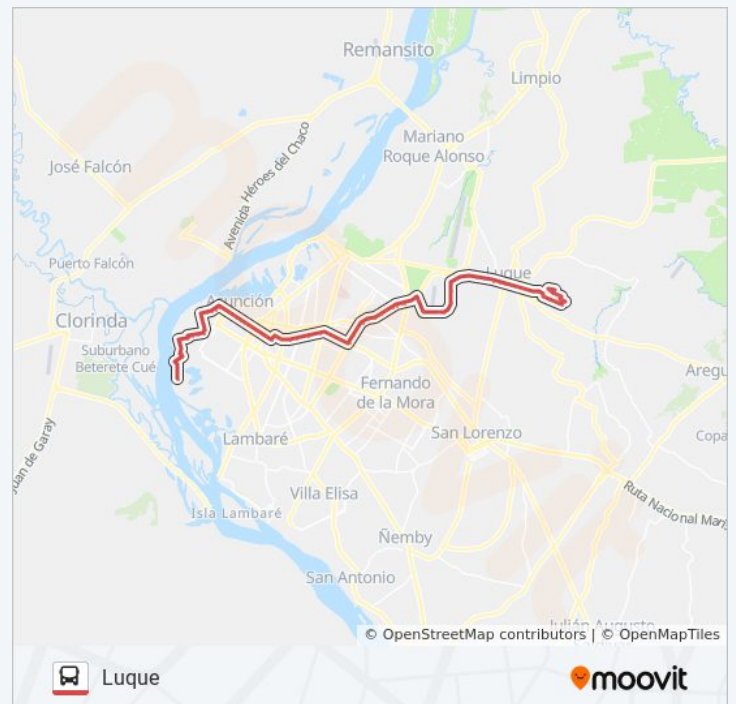 Remansito
Limpio
Mariano
Roque Alonso
José Falcón
Avenida Héroes del Chaco
Puerto Falcón
Luque
Asunción
Clorinda
Suburbano
Beterete Cué
Aregu
Fernando
de la Mora
Lambaré
San Lorenzo
Copa
Juan de Garay
Villa Elisa
Isla Lambaré
Ruta Nacional Mari
Ñemby
San Antonio
Julián Augusto
© OpenStreetMap contributors | © OpenMapTiles
Luque
moovit